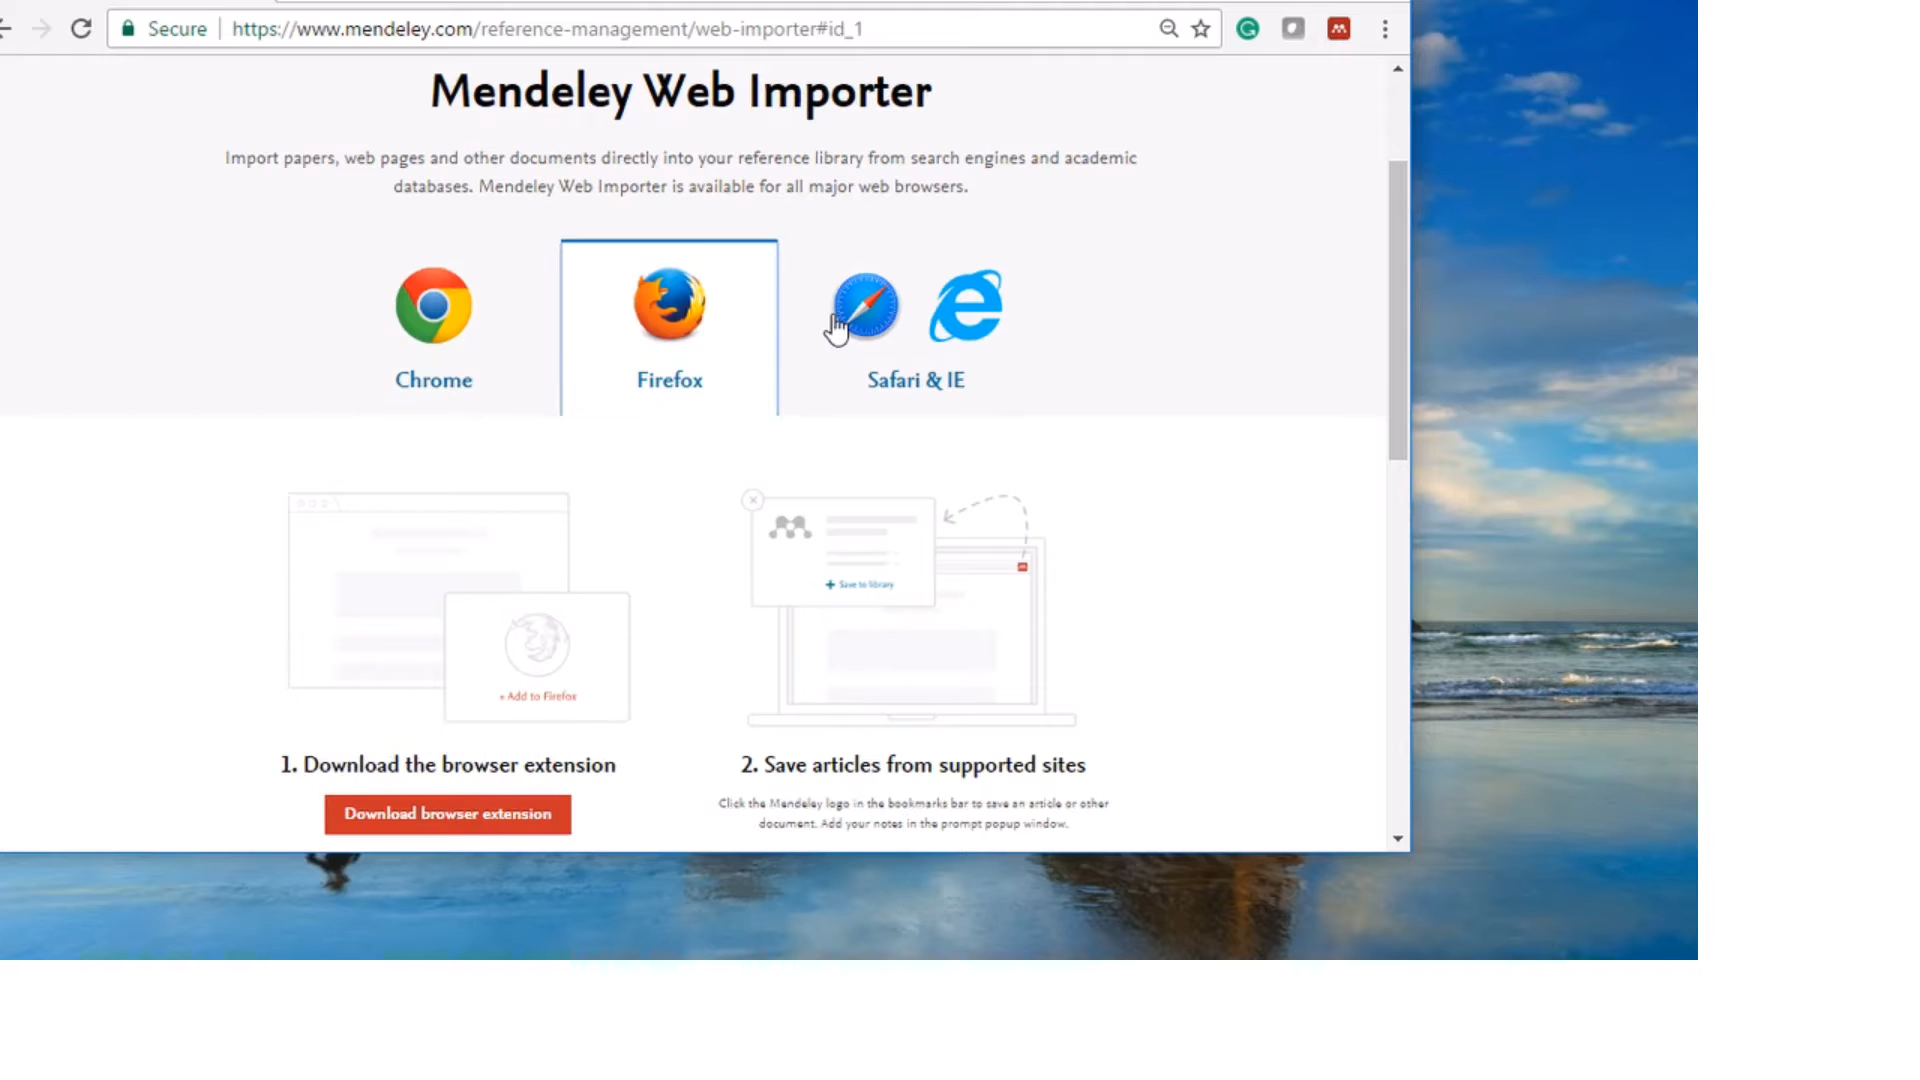 Secure
https://www.mendeley.com/reference-management/web-importer#id_1
Mendeley Web Importer
Import papers, web pages and other documents directly into your reference library from search engines and academic
databases. Mendeley Web Importer is available for all major web browsers.
Chrome
Firefox
Safari & IE
+ Save to library
+ Add to Firefox
1. Download the browser extension
Download browser extension
2. Save articles from supported sites
Click the Mendeley logo in the bookmarks bar to save an article or other
document. Add your notes in the prompt popup window.